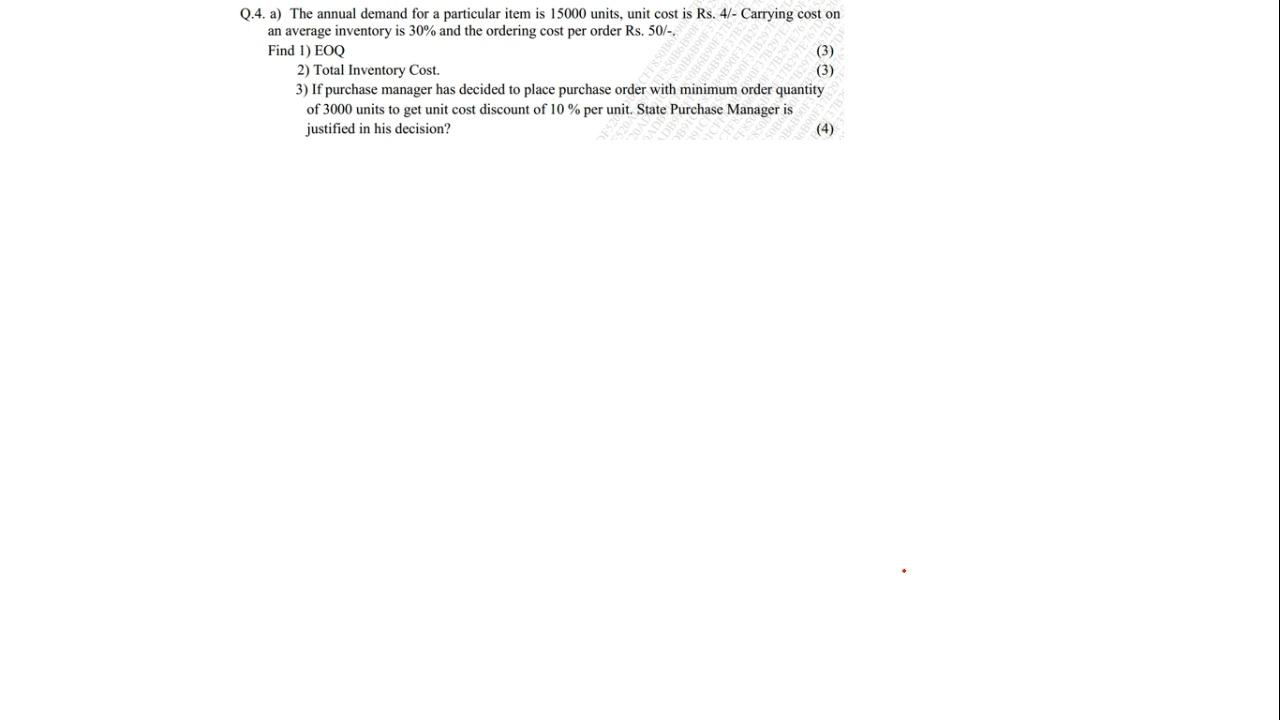 Q.4. a) The annual demand for a particular item is 15000 units, unit cost is Rs. 4/- Carrying cost on
an average inventory is 30% and the ordering cost per order Rs. 50/-.
Find 1) EOQ (3)
2) Total Inventory Cost. (3)
3) If purchase manager has decided to place purchase order with minimum order quantity
of 3000 units to get unit cost discount of 10 % per unit. State Purchase Manager is
justified in his decision? (4)